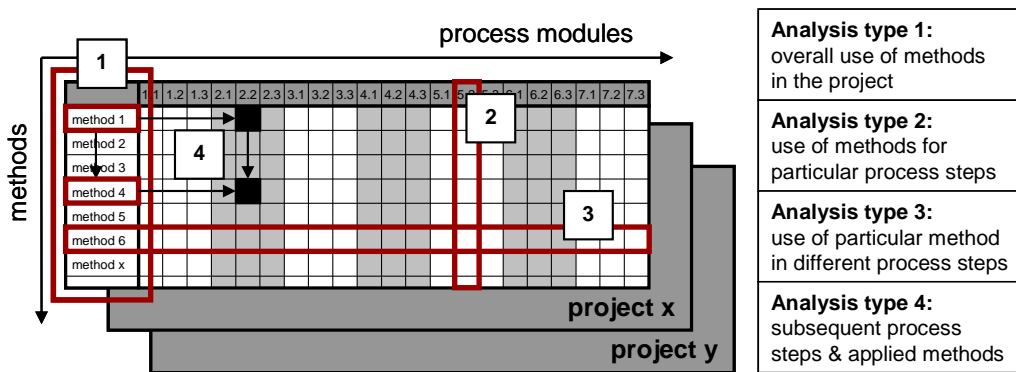 process modules
1
methods
1.2 1.3 2.1 2.2 2.3 3.1 3.2 3.3 4.1 4.2 4.3 5.1 6.2 6.3 7.1 7.2 7.3
method 1
2
method 2
4
method 3
method 4
method 5
3
method 6
method x
project x
project y
Analysis type 1:
overall use of methods
in the project
Analysis type 2:
use of methods for
particular process steps
Analysis type 3:
use of particular method
in different process steps
Analysis type 4:
subsequent process
steps & applied methods